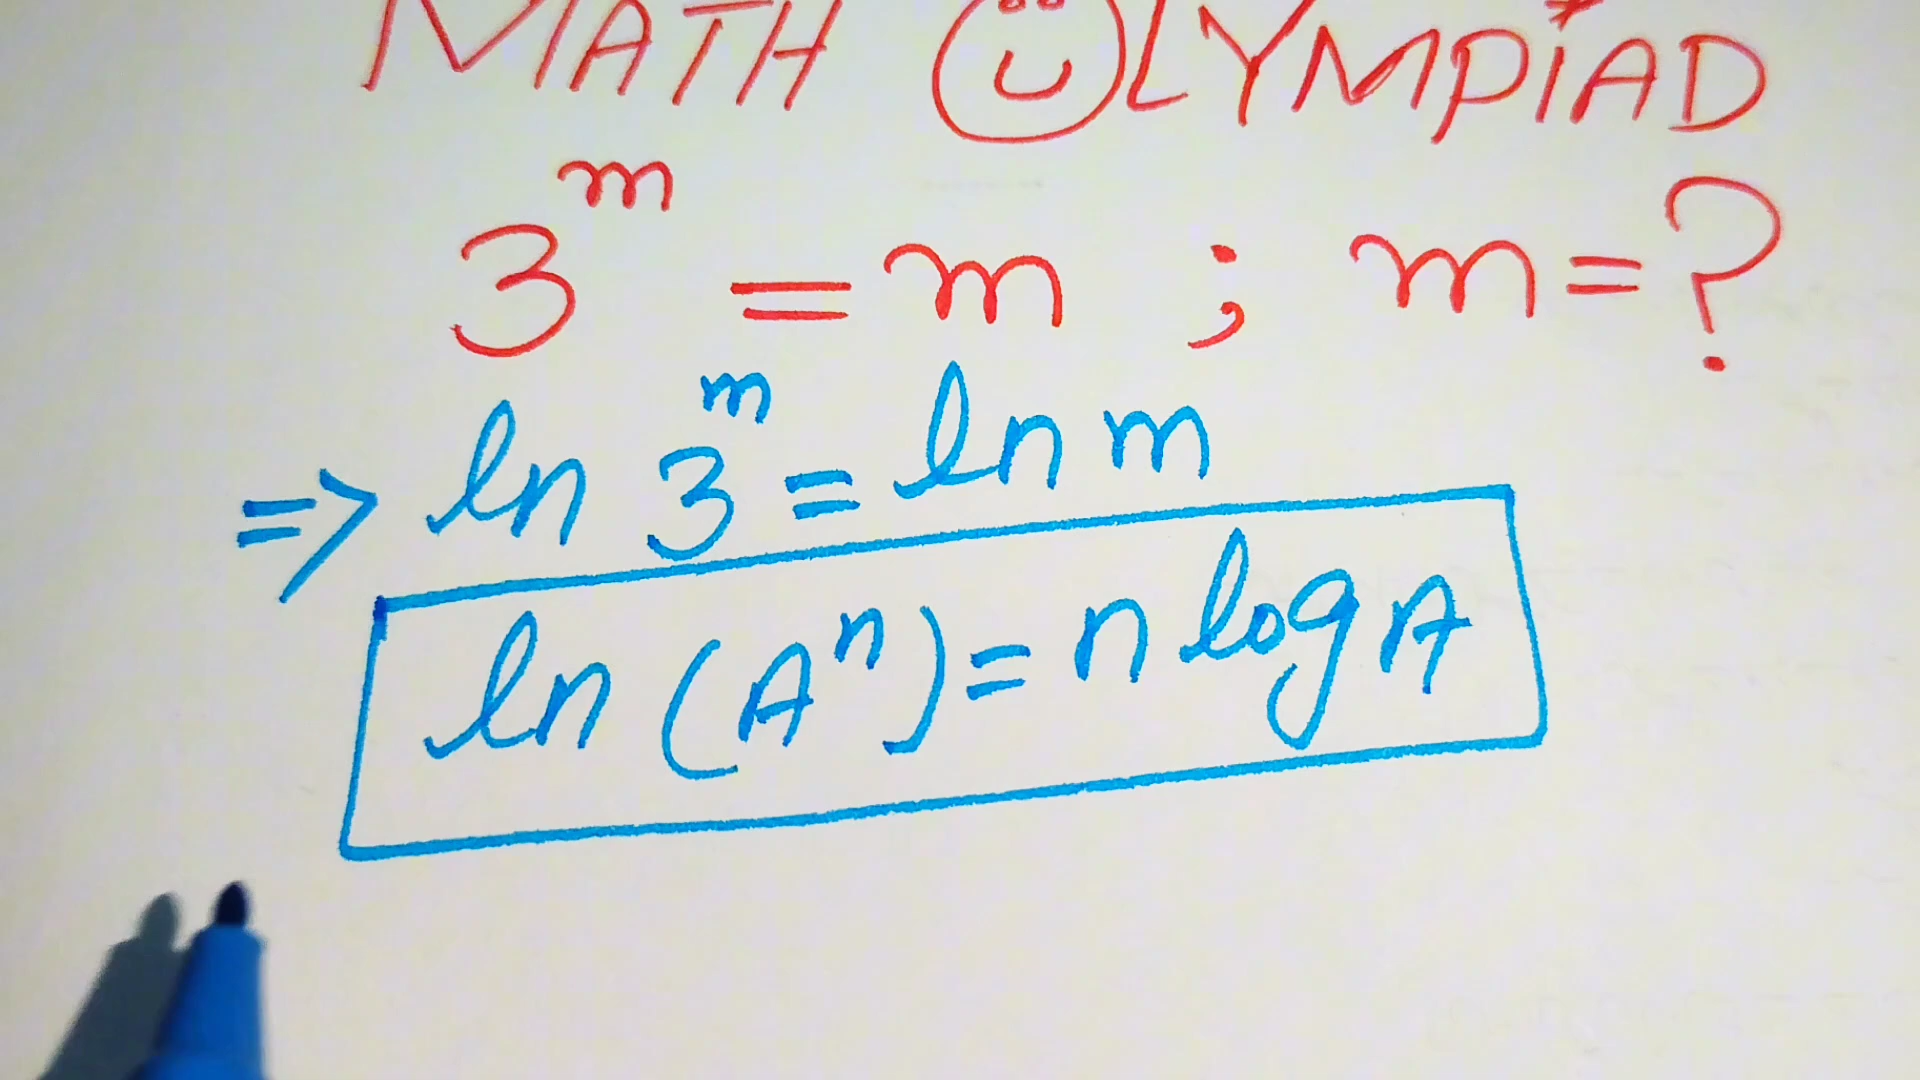 MATH OLYMPiAD
3^m = m ; m = ?
=> ln 3^m = ln m
ln (A^n) = n log A